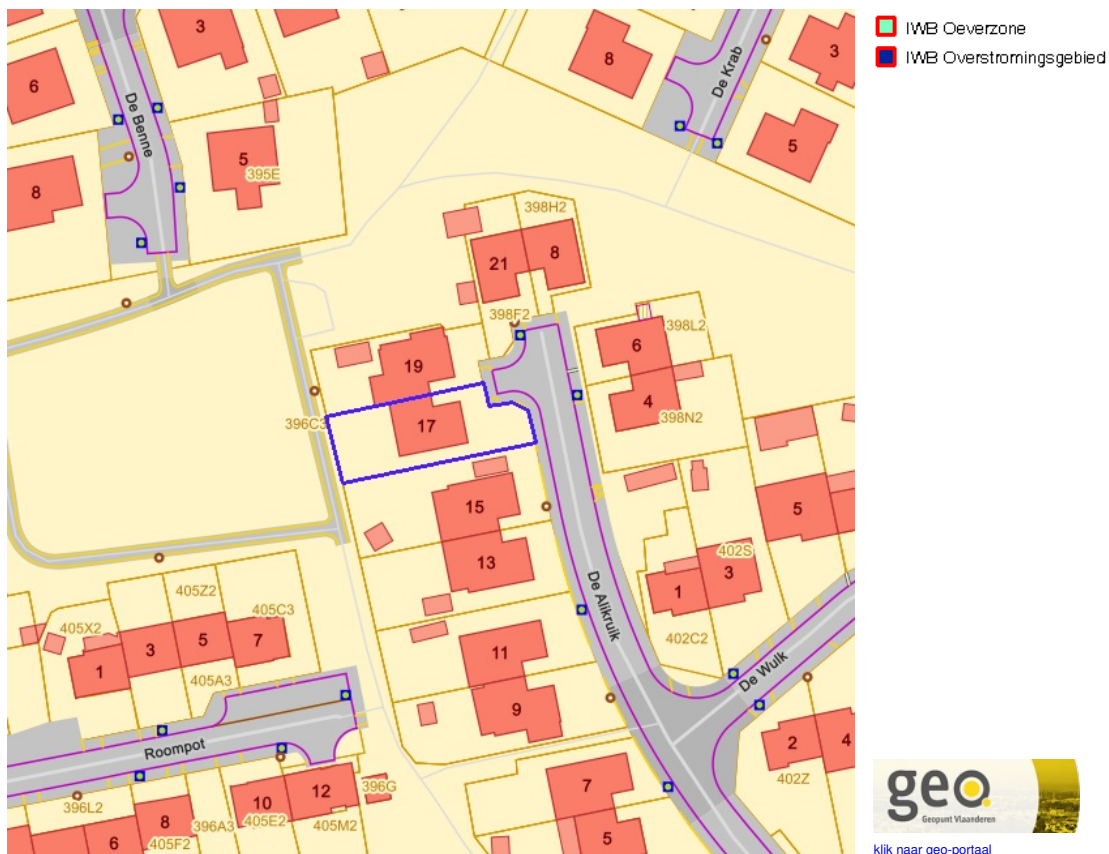 IWB Oeverzone
IWB Overstromingsgebied
3
6
De Benne
5
395E
8
8
De Krab
3
5
398H2
21
8
398F2
19
17
396C3
398L2
6
4
398N2
15
13
5
402S
1
3
De Alikruik
402C2
De Wulk
405Z2
405X2
405C3
1
3
5
7
405A3
11
9
Roompot
2
4
402Z
396L2
6
8
405F2
396A3
10
405E2
12
405M2
396G
7
5
geo
Geopunt Vlaanderen
klik naar geo-portaal